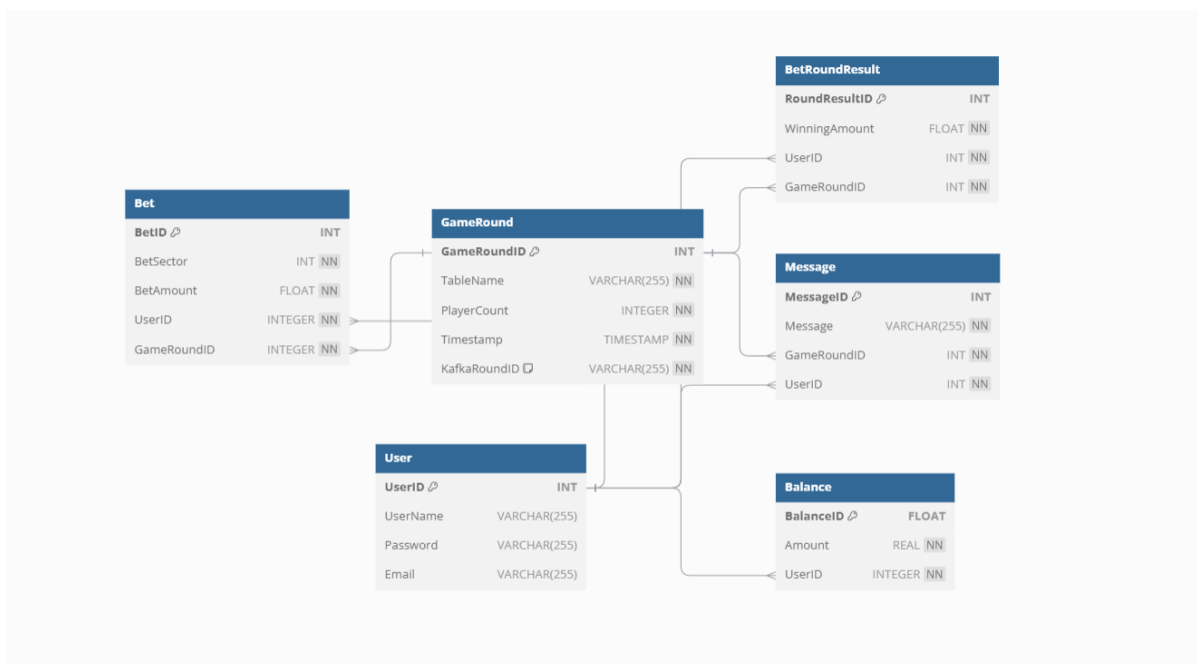 BetRoundResult
RoundResultID INT
WinningAmount FLOAT NN
UserID INT NN
GameRoundID INT NN
Bet
BetID INT
BetSector INT NN
BetAmount FLOAT NN
UserID INTEGER NN
GameRoundID INTEGER NN
GameRound
GameRoundID INT
TableName VARCHAR(255) NN
PlayerCount INTEGER NN
Timestamp TIMESTAMP NN
KafkaRoundID VARCHAR(255) NN
Message
MessageID INT
Message VARCHAR(255) NN
GameRoundID INT NN
UserID INT NN
User
UserID INT
UserName VARCHAR(255)
Password VARCHAR(255)
Email VARCHAR(255)
Balance
BalanceID FLOAT
Amount REAL NN
UserID INTEGER NN